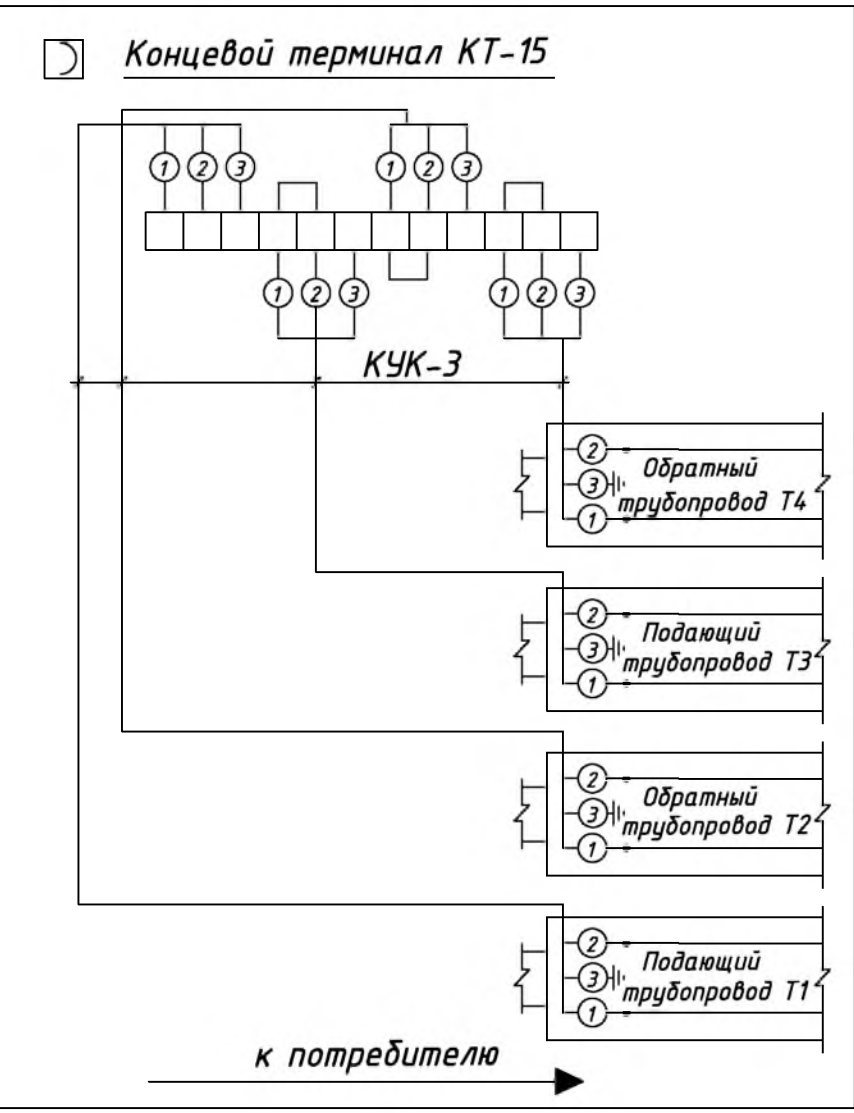 Концевой терминал КТ-15
1 2 3 1 2 3
1 2 3 1 2 3
КУК-3
2
Обратный
3
трубопровод Т4
1
2
Подающий
3
трубопровод Т3
1
2
Обратный
3
трубопровод Т2
1
2
Подающий
3
трубопровод Т1
1
к потребителю